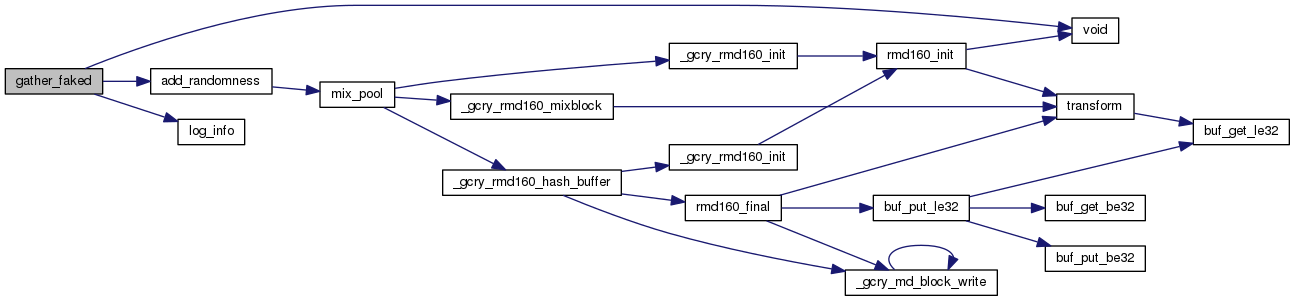 gather_faked
add_randomness
log_info
mix_pool
_gcry_rmd160_init
_gcry_rmd160_mixblock
_gcry_rmd160_hash_buffer
_gcry_rmd160_init
rmd160_final
rmd160_init
buf_put_le32
_gcry_md_block_write
void
transform
buf_get_be32
buf_put_be32
buf_get_le32